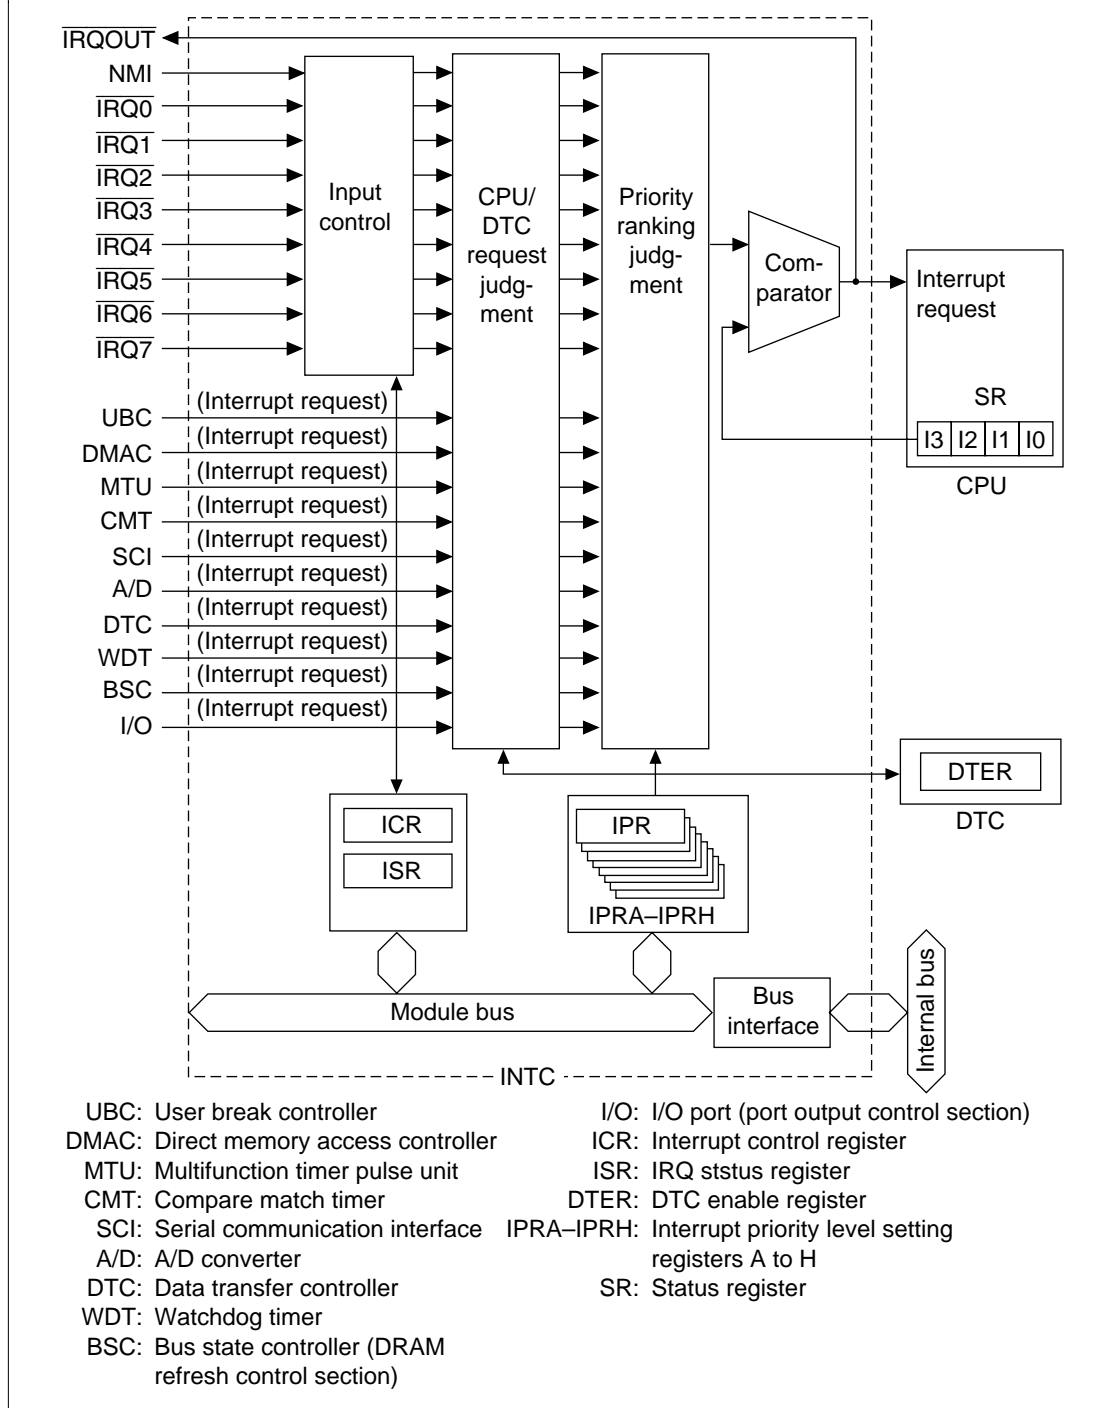 IRQOUT
NMI
IRQ0
IRQ1
IRQ2
IRQ3
IRQ4
IRQ5
IRQ6
IRQ7
Input
control
CPU/
DTC
request
judg-
ment
Priority
ranking
judg-
ment
Com-
parator
Interrupt
request
SR
I3 I2 I1 I0
CPU
UBC (Interrupt request)
DMAC (Interrupt request)
MTU (Interrupt request)
CMT (Interrupt request)
SCI (Interrupt request)
A/D (Interrupt request)
DTC (Interrupt request)
WDT (Interrupt request)
BSC (Interrupt request)
I/O (Interrupt request)
DTER
DTC
ICR
ISR
IPR
IPRA–IPRH
Module bus
Bus
interface
Internal bus
INTC
UBC: User break controller
DMAC: Direct memory access controller
MTU: Multifunction timer pulse unit
CMT: Compare match timer
SCI: Serial communication interface
A/D: A/D converter
DTC: Data transfer controller
WDT: Watchdog timer
BSC: Bus state controller (DRAM
refresh control section)
I/O: I/O port (port output control section)
ICR: Interrupt control register
ISR: IRQ ststus register
DTER: DTC enable register
IPRA–IPRH: Interrupt priority level setting
registers A to H
SR: Status register